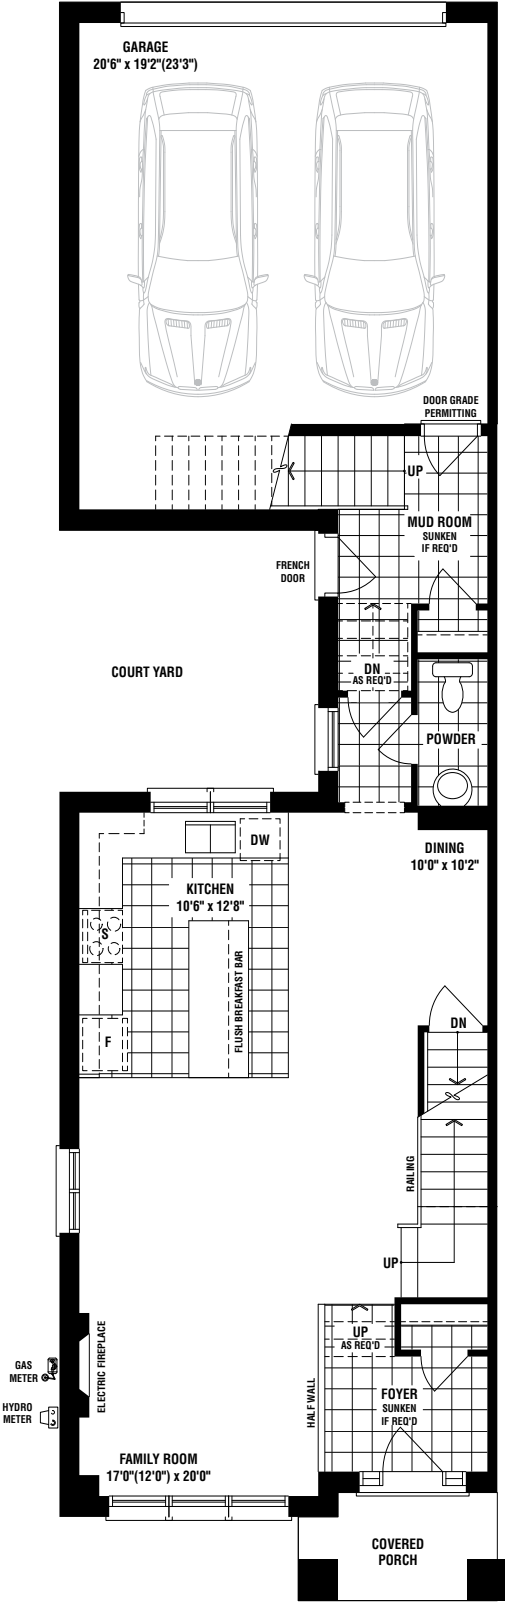 GARAGE
20'6" x 19'2"(23'3")
DOOR GRADE
PERMITTING
UP
MUD ROOM
SUNKEN
IF REQ'D
FRENCH
DOOR
COURT YARD
DN
AS REQ'D
POWDER
DW
DINING
10'0" x 10'2"
KITCHEN
10'6" x 12'8"
S
FLUSH BREAKFAST BAR
F
DN
RAILING
UP
ELECTRIC FIREPLACE
UP
AS REQ'D
GAS
METER
HYDRO
METER
HALF WALL
FOYER
SUNKEN
IF REQ'D
FAMILY ROOM
17'0"(12'0") x 20'0"
COVERED
PORCH